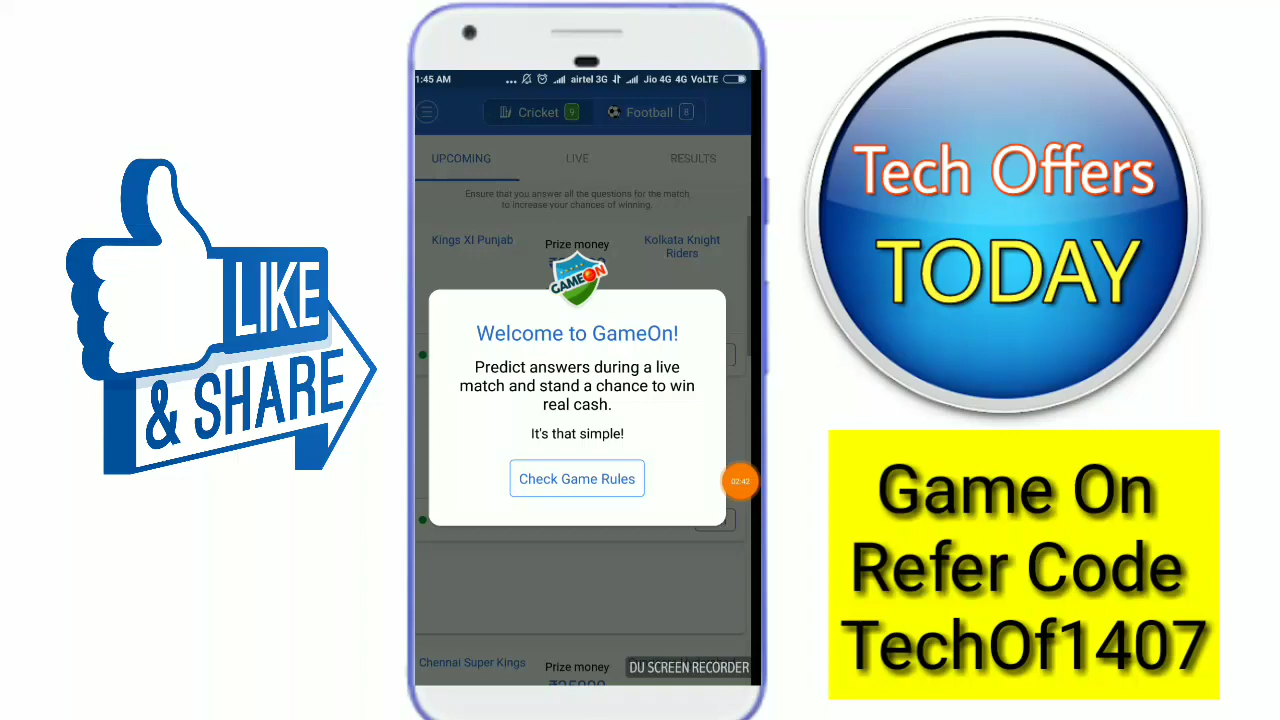 LIKE
& SHARE
1:45 AM
... airtel 3G Jio 4G 4G VoLTE
Cricket 9
Football 8
UPCOMING
LIVE
RESULTS
Ensure that you answer all the questions for the match
to increase your chances of winning.
Kings XI Punjab
Prize money
Kolkata Knight
Riders
GAMEON
Welcome to GameOn!
Predict answers during a live
match and stand a chance to win
real cash.
It's that simple!
Check Game Rules
02:42
Chennai Super Kings
Prize money
₹25000
DU SCREEN RECORDER
Tech Offers
TODAY
Game On
Refer Code
TechOf1407